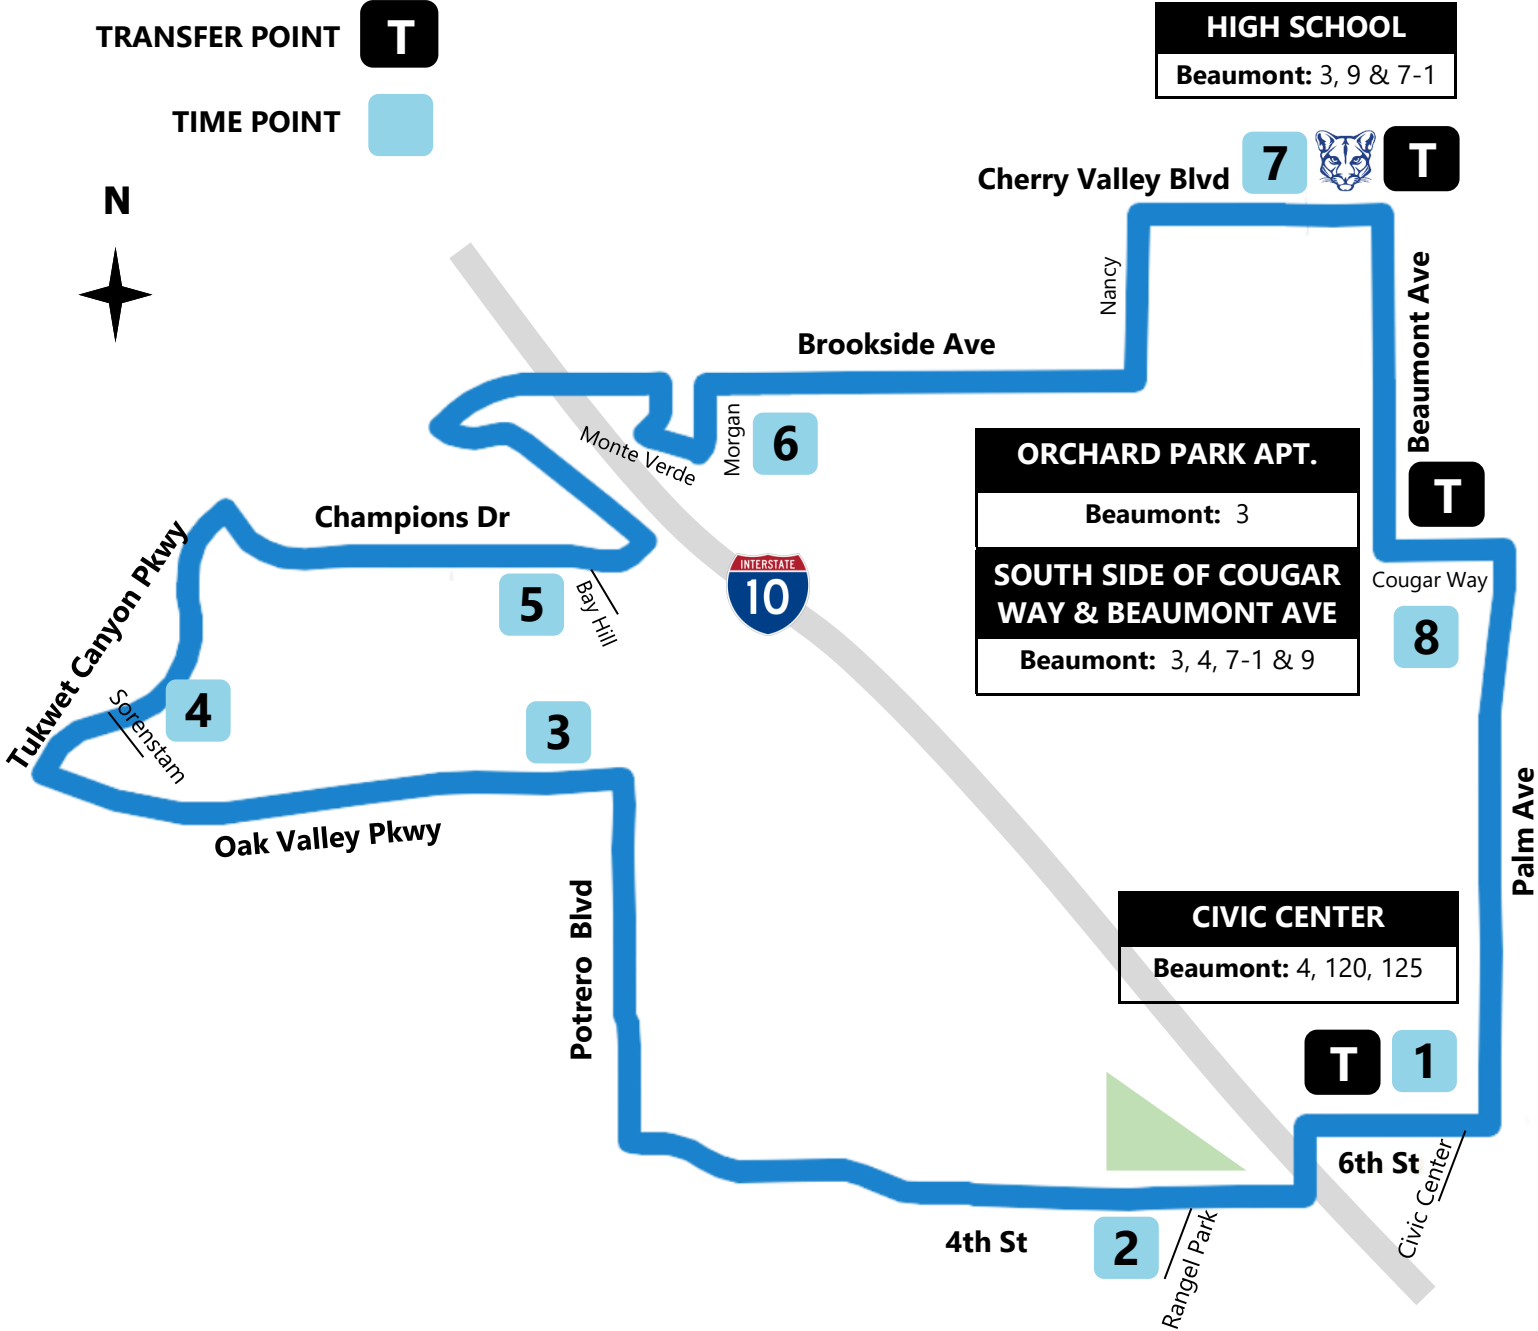 TRANSFER POINT T
TIME POINT
N
HIGH SCHOOL
Beaumont: 3, 9 & 7-1
Cherry Valley Blvd 7 T
Nancy
Beaumont Ave
Brookside Ave
Monte Verde
Morgan
6
ORCHARD PARK APT.
Beaumont: 3
SOUTH SIDE OF COUGAR
WAY & BEAUMONT AVE
Beaumont: 3, 4, 7-1 & 9
T
Cougar Way
8
Champions Dr
INTERSTATE
10
5
Bay Hill
Tukwet Canyon Pkwy
Sorenstam
4
3
Oak Valley Pkwy
Potrero Blvd
Palm Ave
CIVIC CENTER
Beaumont: 4, 120, 125
T 1
6th St
Civic Center
4th St
2
Rangel Park